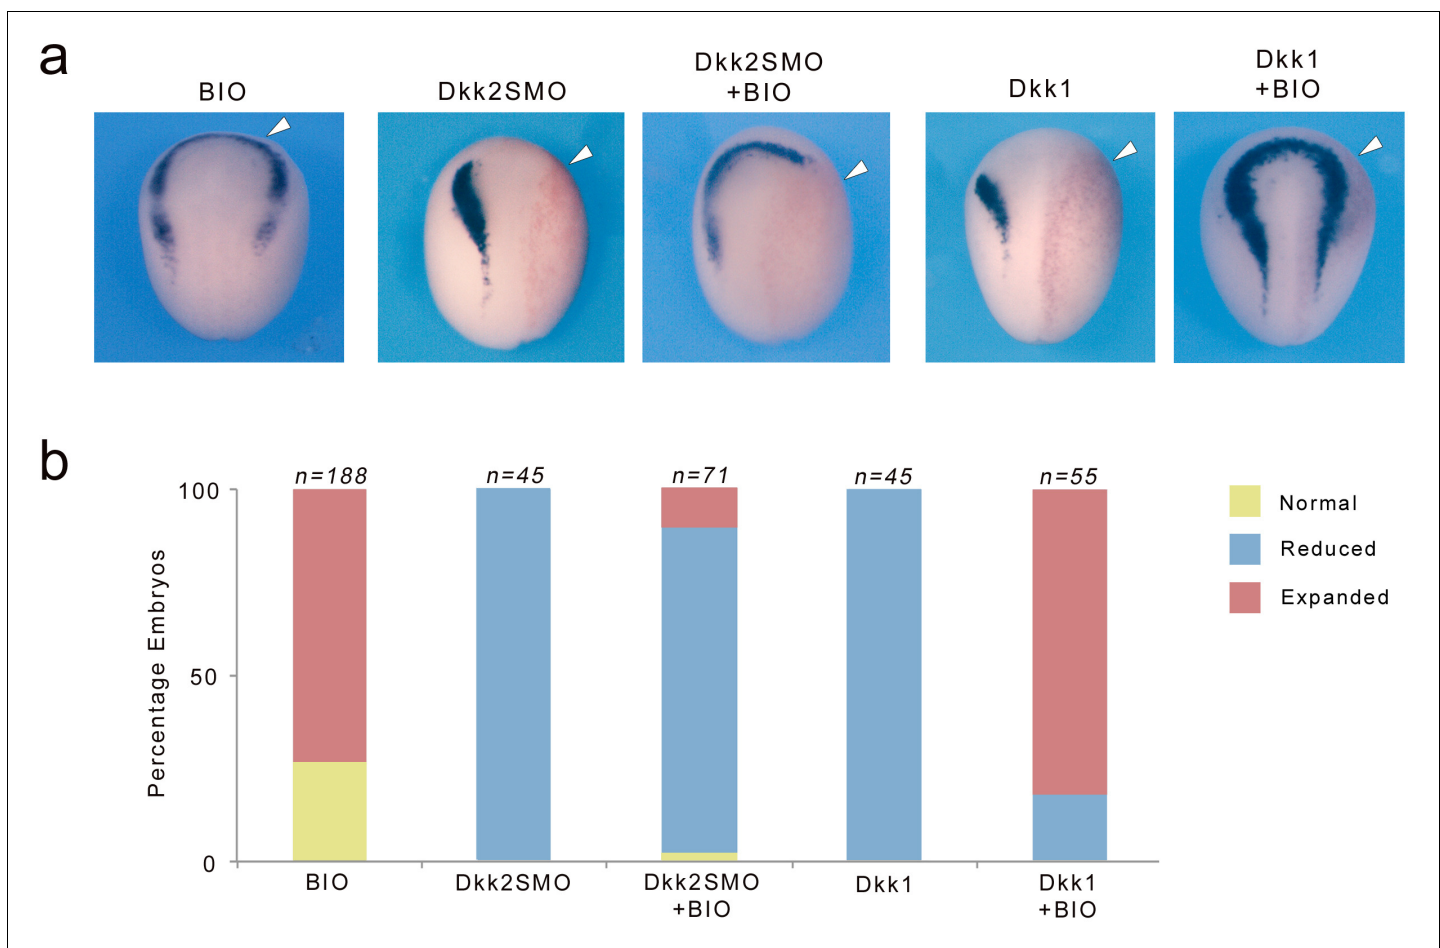 a
BIO
Dkk2SMO
Dkk2SMO
+BIO
Dkk1
Dkk1
+BIO
b
n=188
n=45
n=71
n=45
n=55
100
50
0
Percentage Embryos
BIO
Dkk2SMO
Dkk2SMO
+BIO
Dkk1
Dkk1
+BIO
Normal
Reduced
Expanded